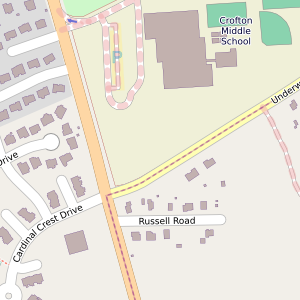 Crofton
Middle
School
P
Underw
Drive
Cardinal Crest Drive
Russell Road